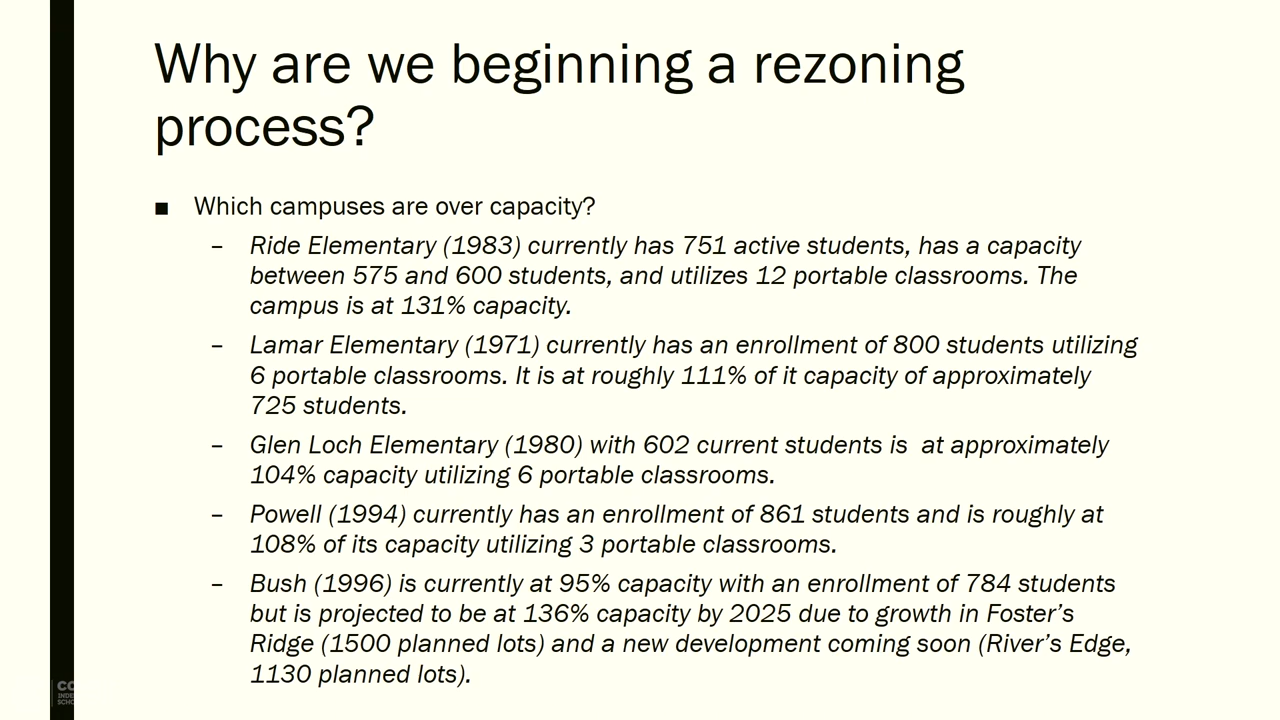 Why are we beginning a rezoning
process?
■ Which campuses are over capacity?
– Ride Elementary (1983) currently has 751 active students, has a capacity
between 575 and 600 students, and utilizes 12 portable classrooms. The
campus is at 131% capacity.
– Lamar Elementary (1971) currently has an enrollment of 800 students utilizing
6 portable classrooms. It is at roughly 111% of it capacity of approximately
725 students.
– Glen Loch Elementary (1980) with 602 current students is  at approximately
104% capacity utilizing 6 portable classrooms.
– Powell (1994) currently has an enrollment of 861 students and is roughly at
108% of its capacity utilizing 3 portable classrooms.
– Bush (1996) is currently at 95% capacity with an enrollment of 784 students
but is projected to be at 136% capacity by 2025 due to growth in Foster’s
Ridge (1500 planned lots) and a new development coming soon (River’s Edge,
1130 planned lots).